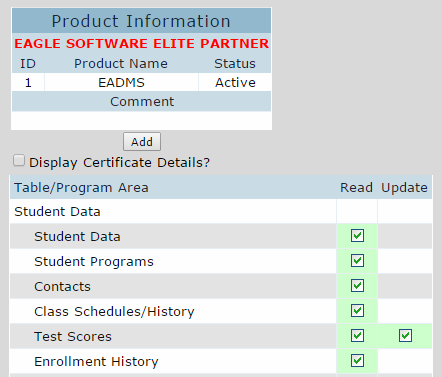 Product Information
EAGLE SOFTWARE ELITE PARTNER
ID Product Name Status
1 EADMS Active
Comment
Add
Display Certificate Details?
Table/Program Area Read Update
Student Data
Student Data
Student Programs
Contacts
Class Schedules/History
Test Scores
Enrollment History